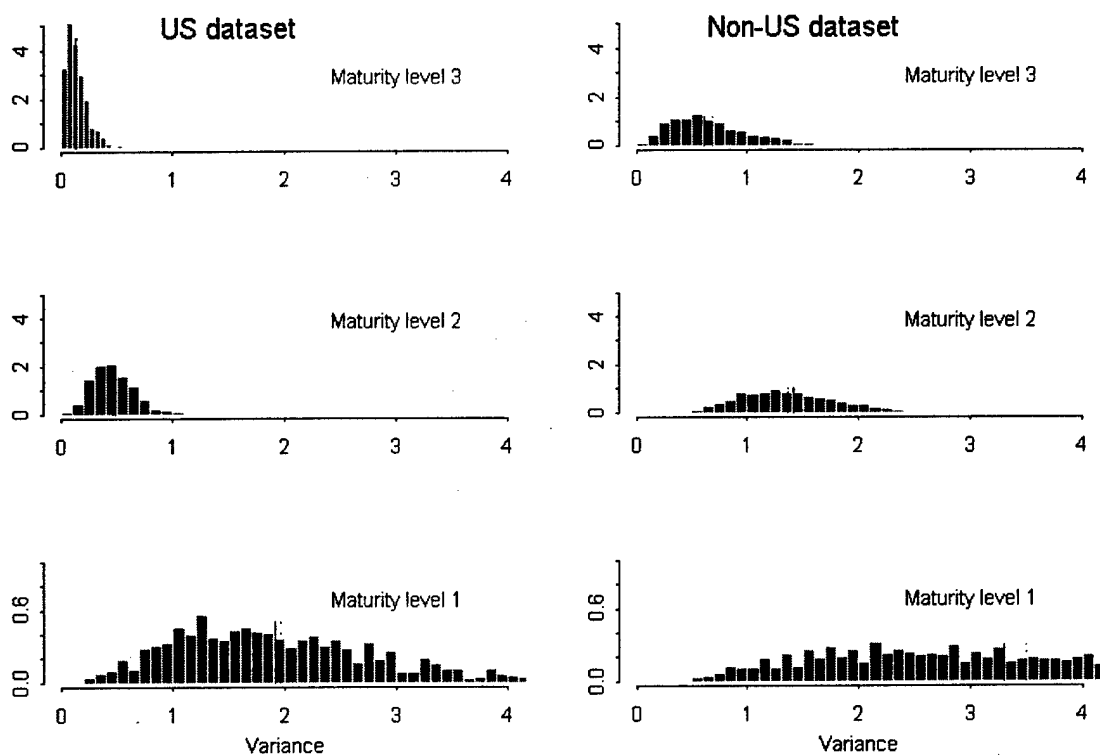 US dataset
Maturity level 3
4
2
0
0 1 2 3 4
Non-US dataset
Maturity level 3
4
2
0
0 1 2 3 4
Maturity level 2
4
2
0
0 1 2 3 4
Maturity level 2
4
2
0
0 1 2 3 4
Maturity level 1
0.6
0.0
0 1 2 3 4
Variance
Maturity level 1
0.6
0.0
0 1 2 3 4
Variance